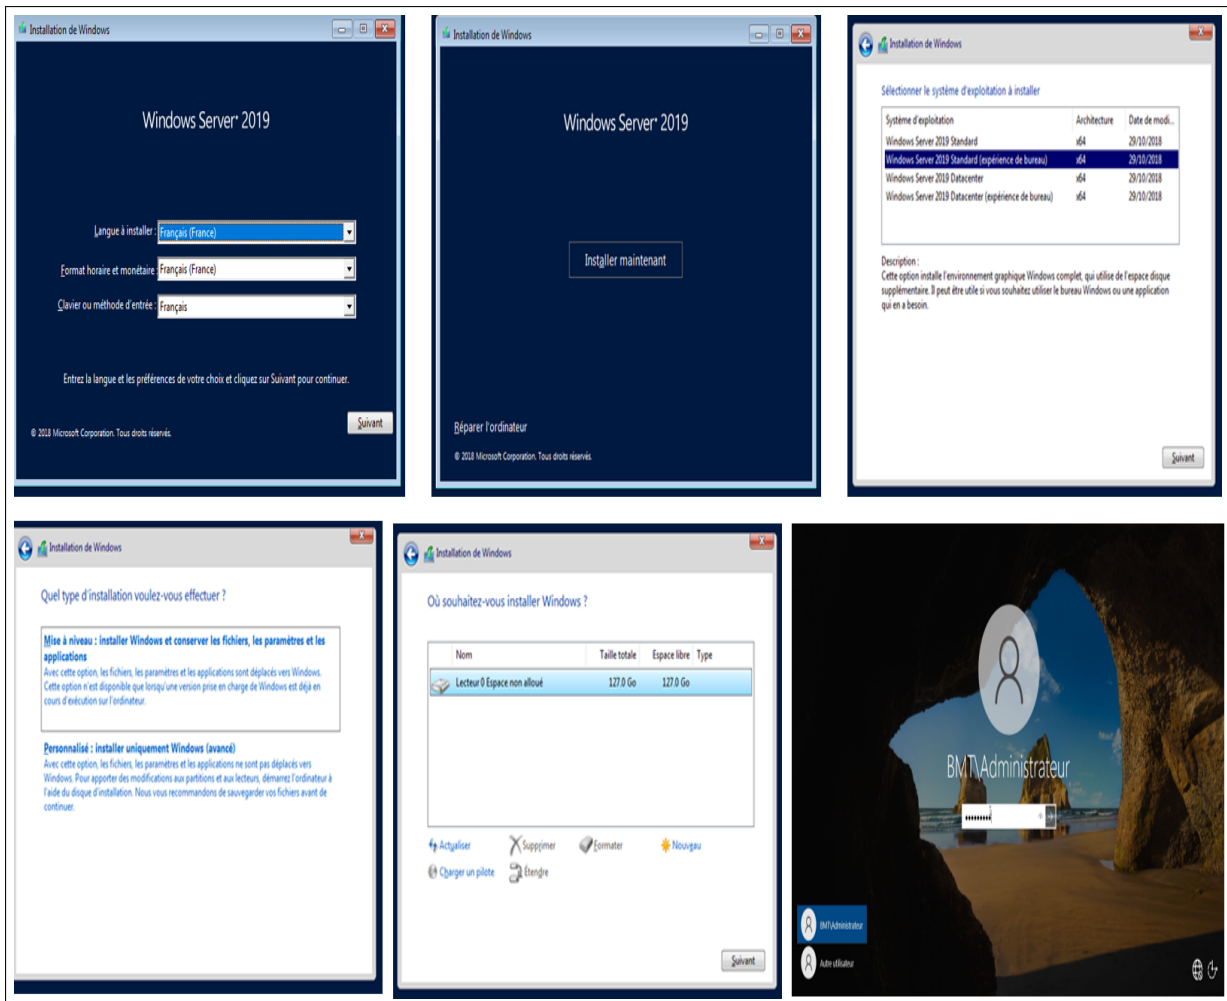 Installation de Windows
Windows Server 2019
Langue à installer : Français (France)
Format horaire et monétaire : Français (France)
Clavier ou méthode d'entrée : Français
Entrez la langue et les préférences de votre choix et cliquez sur Suivant pour continuer.
Suivant
© 2018 Microsoft Corporation. Tous droits réservés.
Installation de Windows
Windows Server 2019
Installer maintenant
Réparer l'ordinateur
© 2018 Microsoft Corporation. Tous droits réservés.
Installation de Windows
Sélectionner le système d'exploitation à installer
Système d'exploitation Architecture Date de modi...
Windows Server 2019 Standard x64 29/10/2018
Windows Server 2019 Standard (expérience de bureau) x64 29/10/2018
Windows Server 2019 Datacenter x64 29/10/2018
Windows Server 2019 Datacenter (expérience de bureau) x64 29/10/2018
Description :
Cette option installe l'environnement graphique Windows complet, qui utilise de l'espace disque
supplémentaire. Il peut être utile si vous souhaitez utiliser le bureau Windows ou une application
qui en a besoin.
Suivant
Installation de Windows
Quel type d'installation voulez-vous effectuer ?
Mise à niveau : installer Windows et conserver les fichiers, les paramètres et les
applications
Avec cette option, les fichiers, les paramètres et les applications sont déplacés vers Windows.
Cette option n'est disponible que lorsqu'une version prise en charge de Windows est déjà en
cours d'exécution sur l'ordinateur.
Personnalisé : installer uniquement Windows (avancé)
Avec cette option, les fichiers, les paramètres et les applications ne sont pas déplacés vers
Windows. Pour apporter des modifications aux partitions et aux lecteurs, démarrez l'ordinateur à
l'aide du disque d'installation. Nous vous recommandons de sauvegarder vos fichiers avant de
continuer.
Installation de Windows
Où souhaitez-vous installer Windows ?
Nom Taille totale Espace libre Type
Lecteur 0 Espace non alloué 127.0 Go 127.0 Go
Actualiser Supprimer Formater Nouveau
Charger un pilote Étendre
Suivant
BMT\Administrateur
BMT\Administrateur
Autre utilisateur